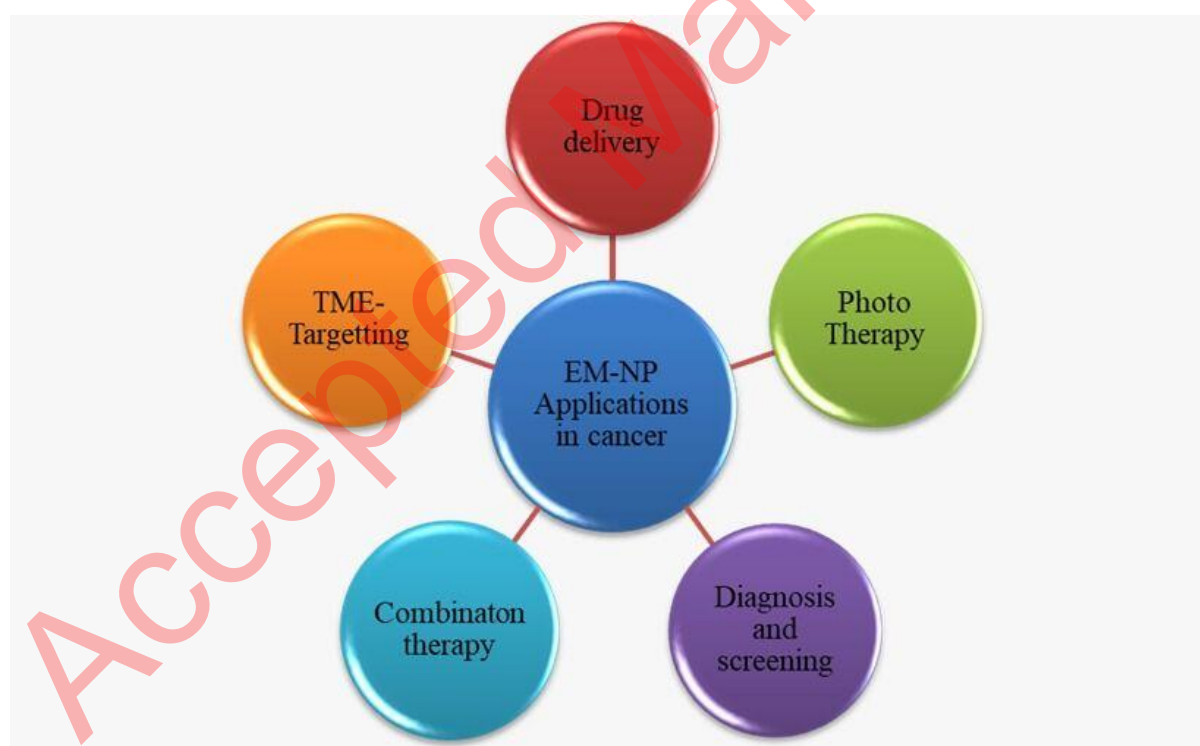 Drug
delivery
Photo
Therapy
Diagnosis
and
screening
Combinaton
therapy
TME-
Targetting
EM-NP
Applications
in cancer
Accepted Ma